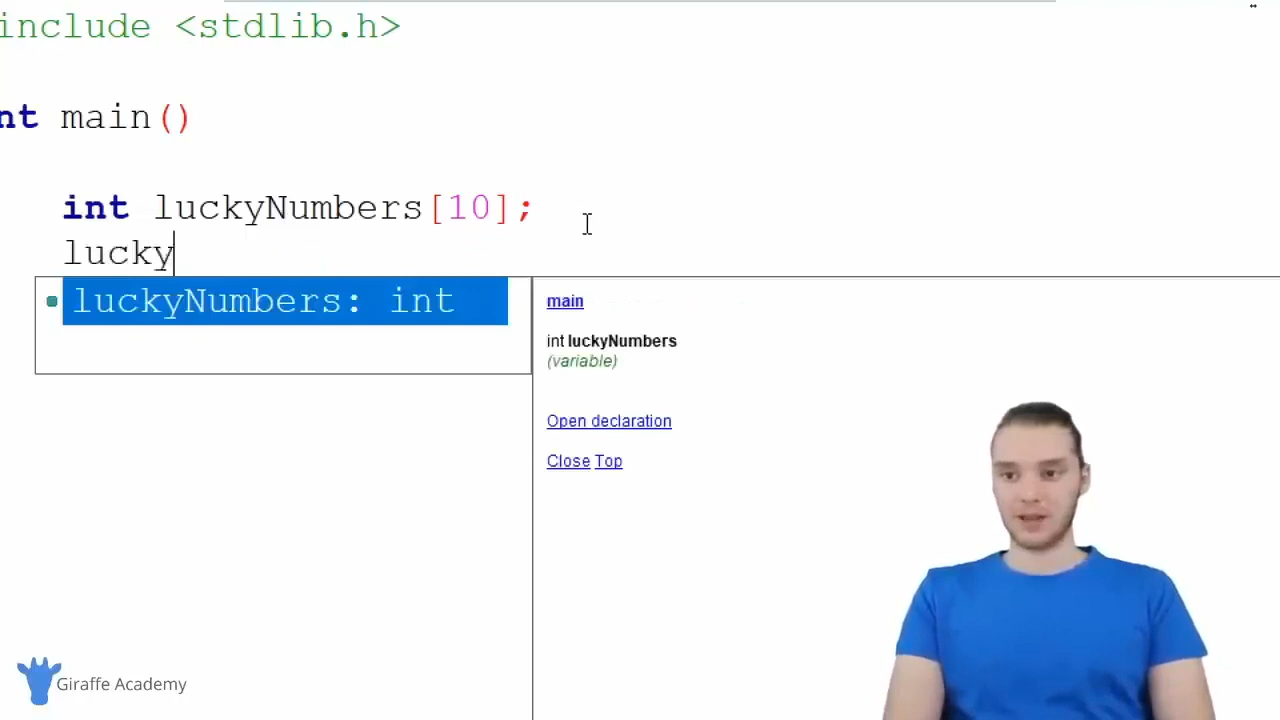 include <stdlib.h>
nt main()
int luckyNumbers[10];
lucky
luckyNumbers: int
main
int luckyNumbers
(variable)
Open declaration
Close Top
Giraffe Academy